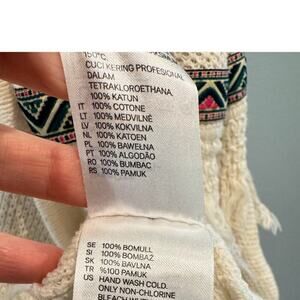 150°C.
CUCI KERING PROFESIONAL
DALAM
TETRAKLOROETHANA.
100% KATUN
IT 100% COTONE
LT 100% MEDVILNĖ
LV 100% KOKVILNA
NL 100% KATOEN
PL 100% BAWEŁNA
PT 100% ALGODÃO
RO 100% BUMBAC
RS 100% PAMUK
SE 100% BOMULL
SI 100% BOMBAŽ
SK 100% BAVLNA
TR %100 PAMUK
US HAND WASH COLD.
ONLY NON-CHLORINE
BLEACH